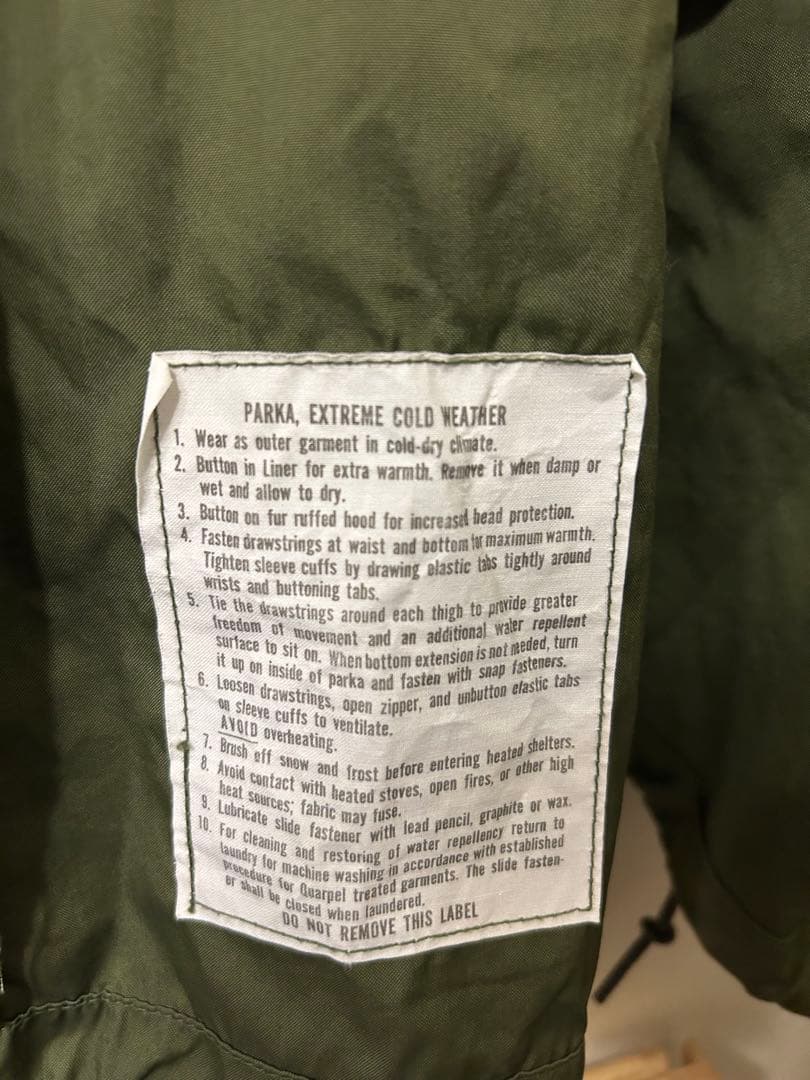 PARKA, EXTREME COLD WEATHER
1. Wear as outer garment in cold-dry climate.
2. Button in Liner for extra warmth. Remove it when damp or
wet and allow to dry.
3. Button on fur ruffed hood for increased head protection.
4. Fasten drawstrings at waist and bottom for maximum warmth.
Tighten sleeve cuffs by drawing elastic tabs tightly around
wrists and buttoning tabs.
5. Tie the drawstrings around each thigh to provide greater
freedom of movement and an additional water repellent
surface to sit on. When bottom extension is not needed, turn
it up on inside of parka and fasten with snap fasteners.
6. Loosen drawstrings, open zipper, and unbutton elastic tabs
on sleeve cuffs to ventilate.
AVOID overheating.
7. Brush off snow and frost before entering heated shelters.
8. Avoid contact with heated stoves, open fires, or other high
heat sources; fabric may fuse.
9. Lubricate slide fastener with lead pencil, graphite or wax.
10. For cleaning and restoring of water repellency return to
laundry for machine washing in accordance with established
procedure for Quarpel treated garments. The slide fasten-
er shall be closed when laundered.
DO NOT REMOVE THIS LABEL